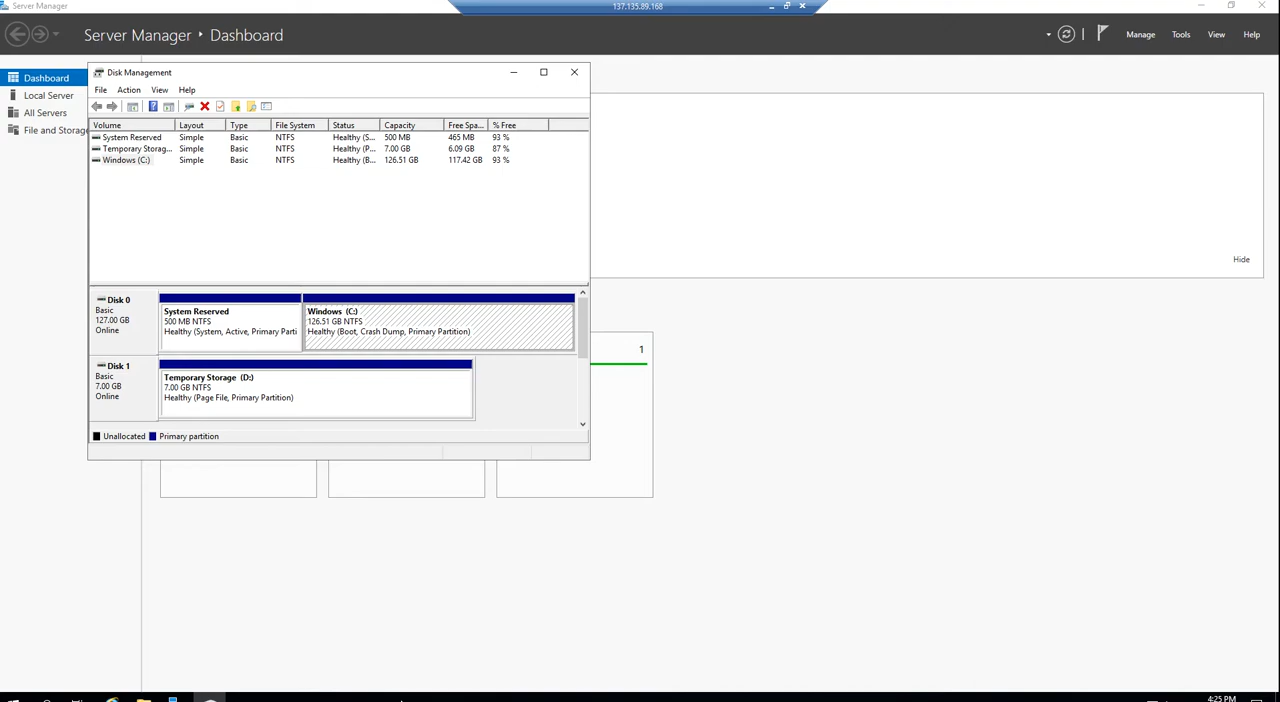 Server Manager
137.135.89.168
Server Manager Dashboard
Manage Tools View Help
Dashboard
Local Server
All Servers
File and Storag
Disk Management
File Action View Help
Volume Layout Type File System Status Capacity Free Spa... % Free
System Reserved Simple Basic NTFS Healthy (S... 500 MB 465 MB 93 %
Temporary Storag... Simple Basic NTFS Healthy (P... 7.00 GB 6.09 GB 87 %
Windows (C:) Simple Basic NTFS Healthy (B... 126.51 GB 117.42 GB 93 %
Hide
Disk 0
Basic
127.00 GB
Online
System Reserved
500 MB NTFS
Healthy (System, Active, Primary Parti
Windows (C:)
126.51 GB NTFS
Healthy (Boot, Crash Dump, Primary Partition)
1
Disk 1
Basic
7.00 GB
Online
Temporary Storage (D:)
7.00 GB NTFS
Healthy (Page File, Primary Partition)
Unallocated Primary partition
4:25 PM